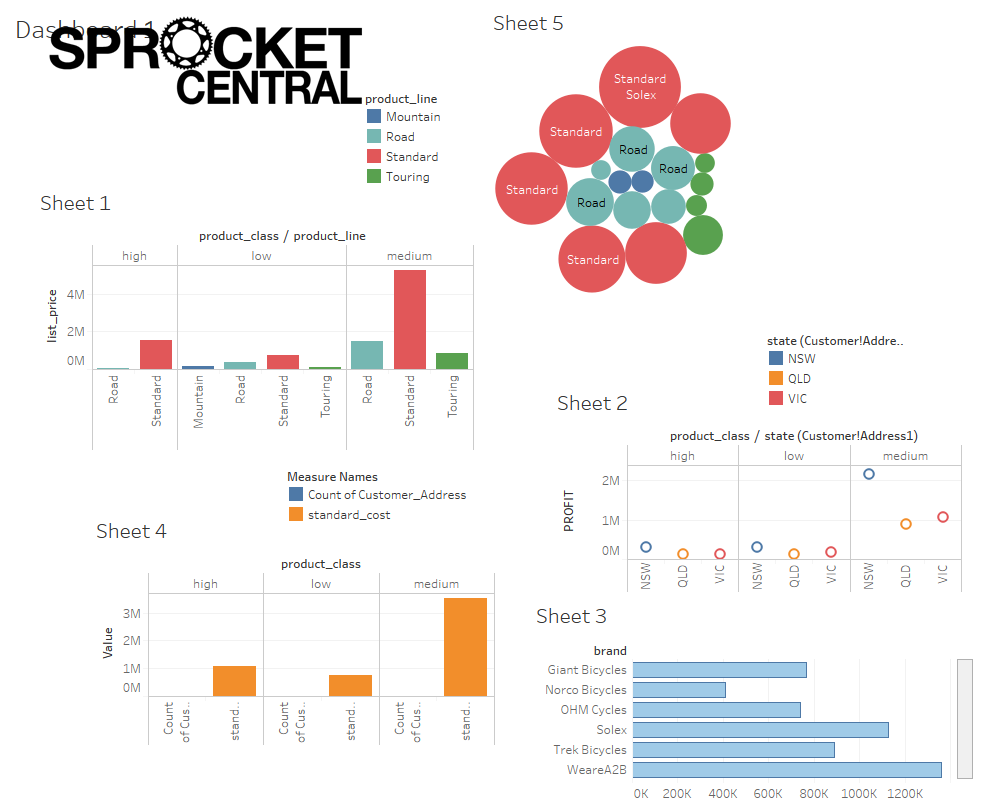 Dashboard 1
SPROCKET
CENTRAL
product_line
Mountain
Road
Standard
Touring
Sheet 5
Standard
Solex
Standard
Road
Road
Standard
Road
Standard
Sheet 1
product_class / product_line
high low medium
list_price
4M
2M
0M
Road Standard Mountain Road Standard Touring Road Standard Touring
state (Customer!Addre..
NSW
QLD
VIC
Sheet 2
product_class / state (Customer!Address1)
high low medium
PROFIT
2M
1M
0M
NSW QLD VIC NSW QLD VIC NSW QLD VIC
Measure Names
Count of Customer_Address
standard_cost
Sheet 4
product_class
high low medium
Value
3M
2M
1M
0M
Count of Cus.. stand.. Count of Cus.. stand.. Count of Cus.. stand..
Sheet 3
brand
Giant Bicycles
Norco Bicycles
OHM Cycles
Solex
Trek Bicycles
WeareA2B
0K 200K 400K 600K 800K 1000K 1200K